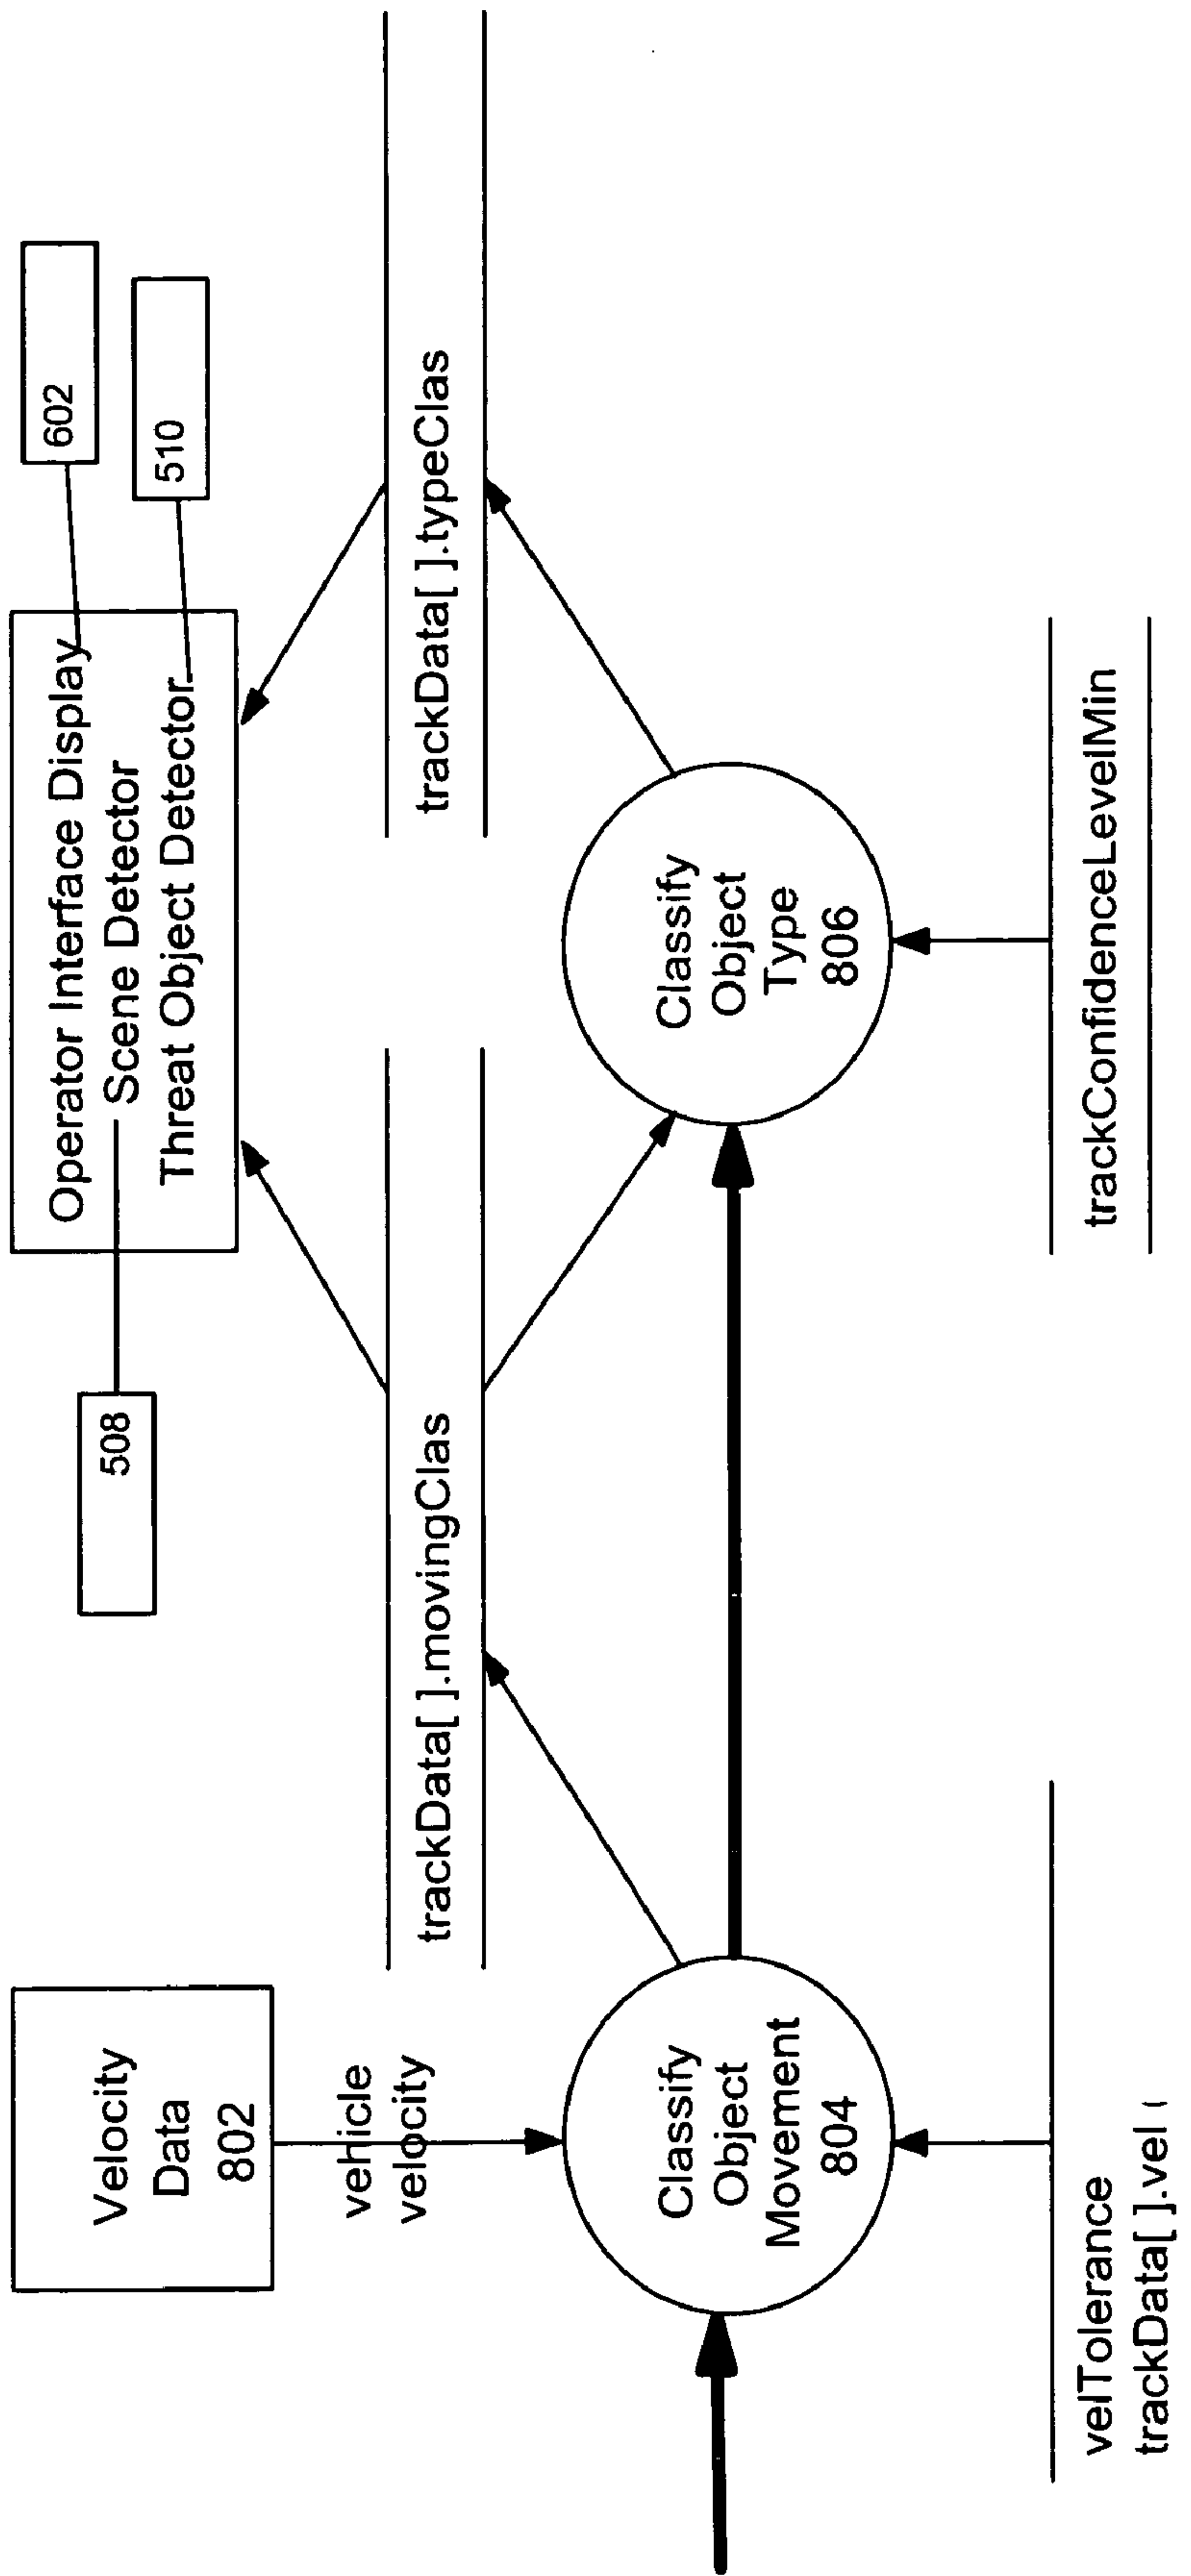 Velocity
Data
802
vehicle
velocity
508
Operator Interface Display
Scene Detector
Threat Object Detector
602
510
trackData[ ].movingClas
trackData[ ].typeClas
Classify
Object
Movement
804
Classify
Object
Type
806
velTolerance
trackData[ ].vel (
trackConfidenceLevelMin